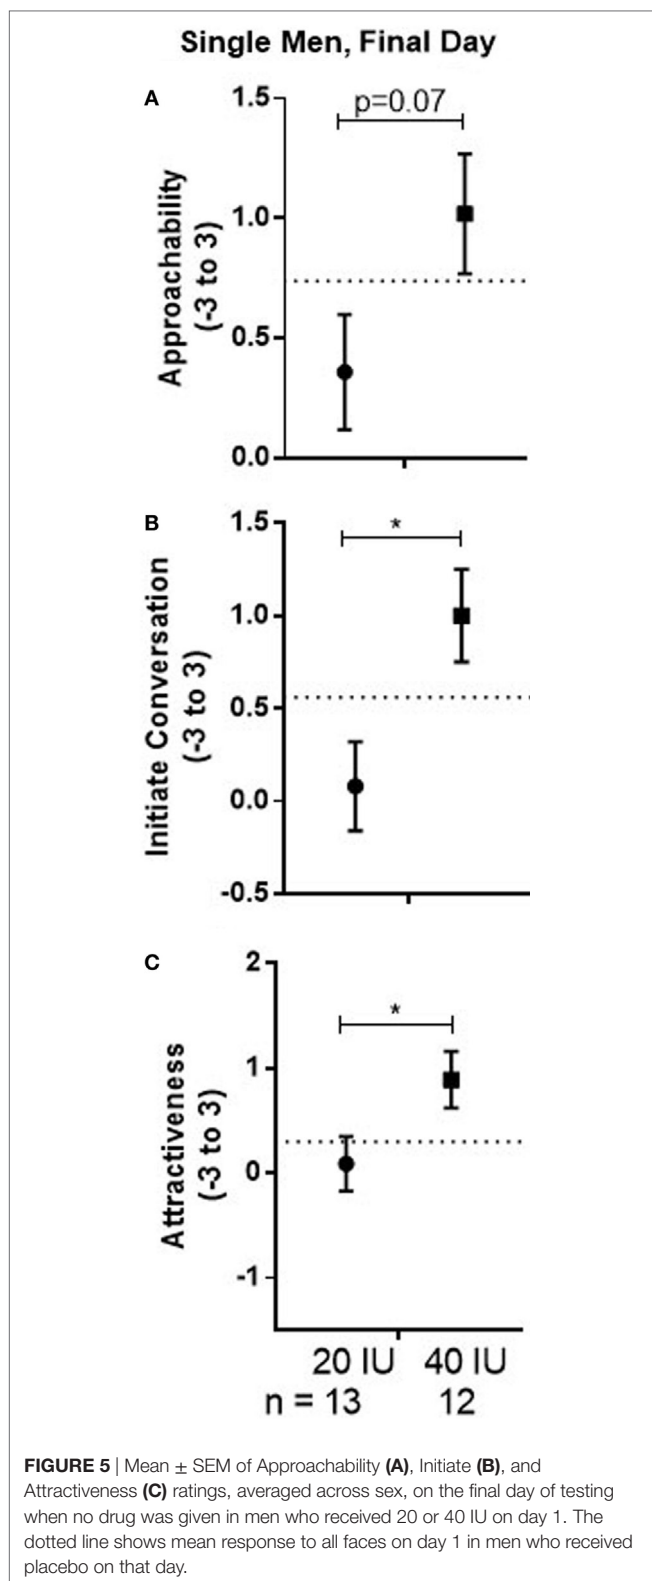 Single Men, Final Day
A
1.5
p=0.07
1.0
0.5
0.0
Approachability
(-3 to 3)
B
1.5
*
1.0
0.5
0.0
-0.5
Initiate Conversation
(-3 to 3)
C
2
*
1
0
-1
Attractiveness
(-3 to 3)
20 IU 40 IU
n = 13 12
FIGURE 5 | Mean ± SEM of Approachability (A), Initiate (B), and
Attractiveness (C) ratings, averaged across sex, on the final day of testing
when no drug was given in men who received 20 or 40 IU on day 1. The
dotted line shows mean response to all faces on day 1 in men who received
placebo on that day.